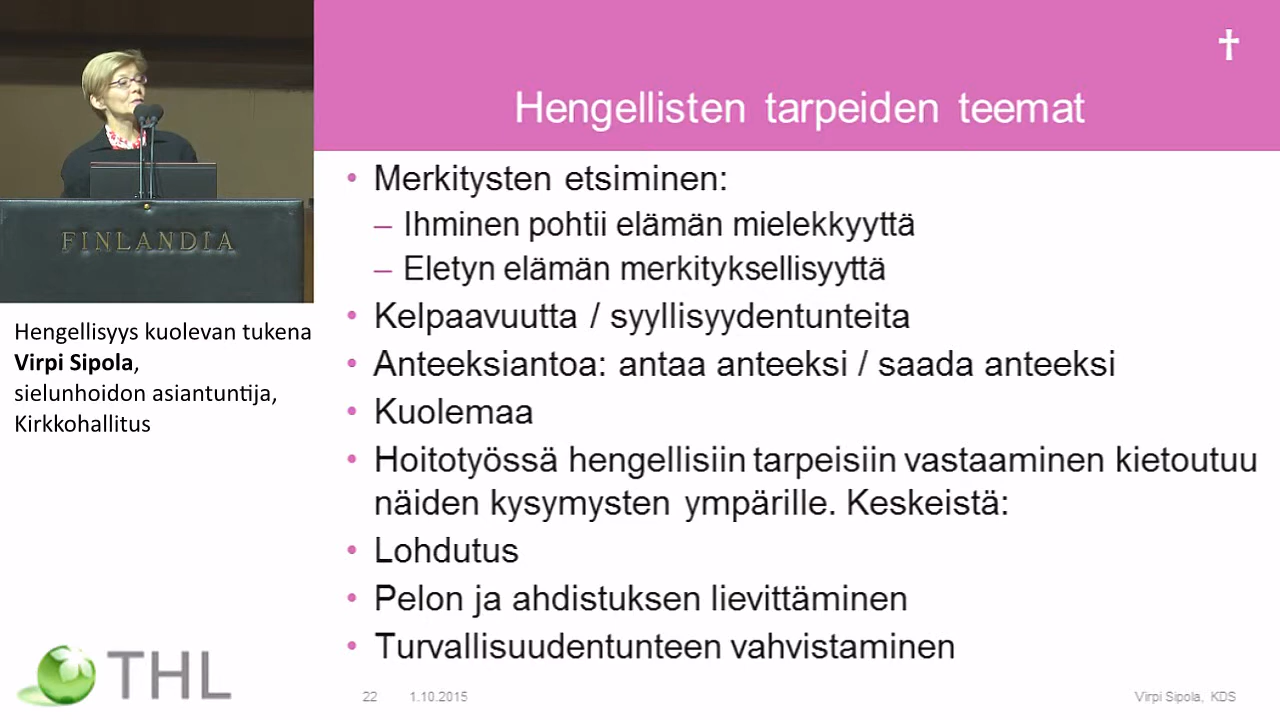 FINLANDIA
Hengellisyys kuolevan tukena
Virpi Sipola,
sielunhoidon asiantuntija,
Kirkkohallitus
THL
Hengellisten tarpeiden teemat
• Merkitysten etsiminen:
– Ihminen pohtii elämän mielekkyyttä
– Eletyn elämän merkityksellisyyttä
• Kelpaavuutta / syyllisyydentunteita
• Anteeksiantoa: antaa anteeksi / saada anteeksi
• Kuolemaa
• Hoitotyössä hengellisiin tarpeisiin vastaaminen kietoutuu
näiden kysymysten ympärille. Keskeistä:
• Lohdutus
• Pelon ja ahdistuksen lievittäminen
• Turvallisuudentunteen vahvistaminen
22 1.10.2015 Virpi Sipola, KDS